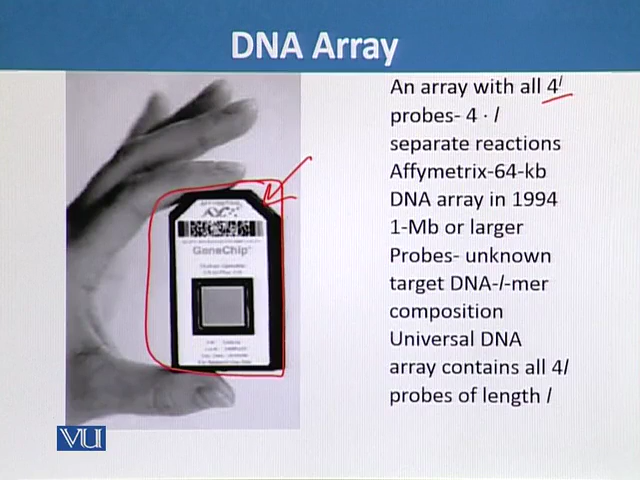 DNA Array
An array with all 4^l
probes- 4 · l
separate reactions
Affymetrix-64-kb
DNA array in 1994
1-Mb or larger
Probes- unknown
target DNA-l-mer
composition
Universal DNA
array contains all 4l
probes of length l
GeneChip
VU